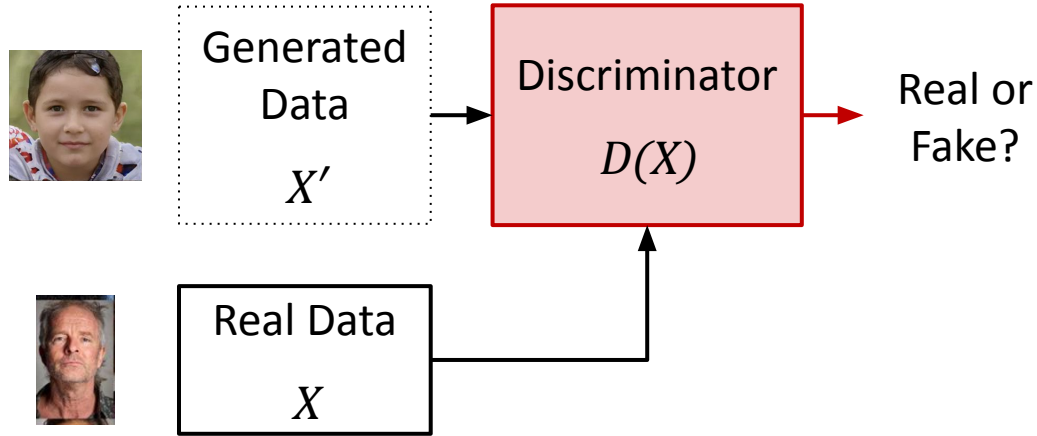 Generated
Data
X′
Discriminator
D(X)
Real or
Fake?
Real Data
X